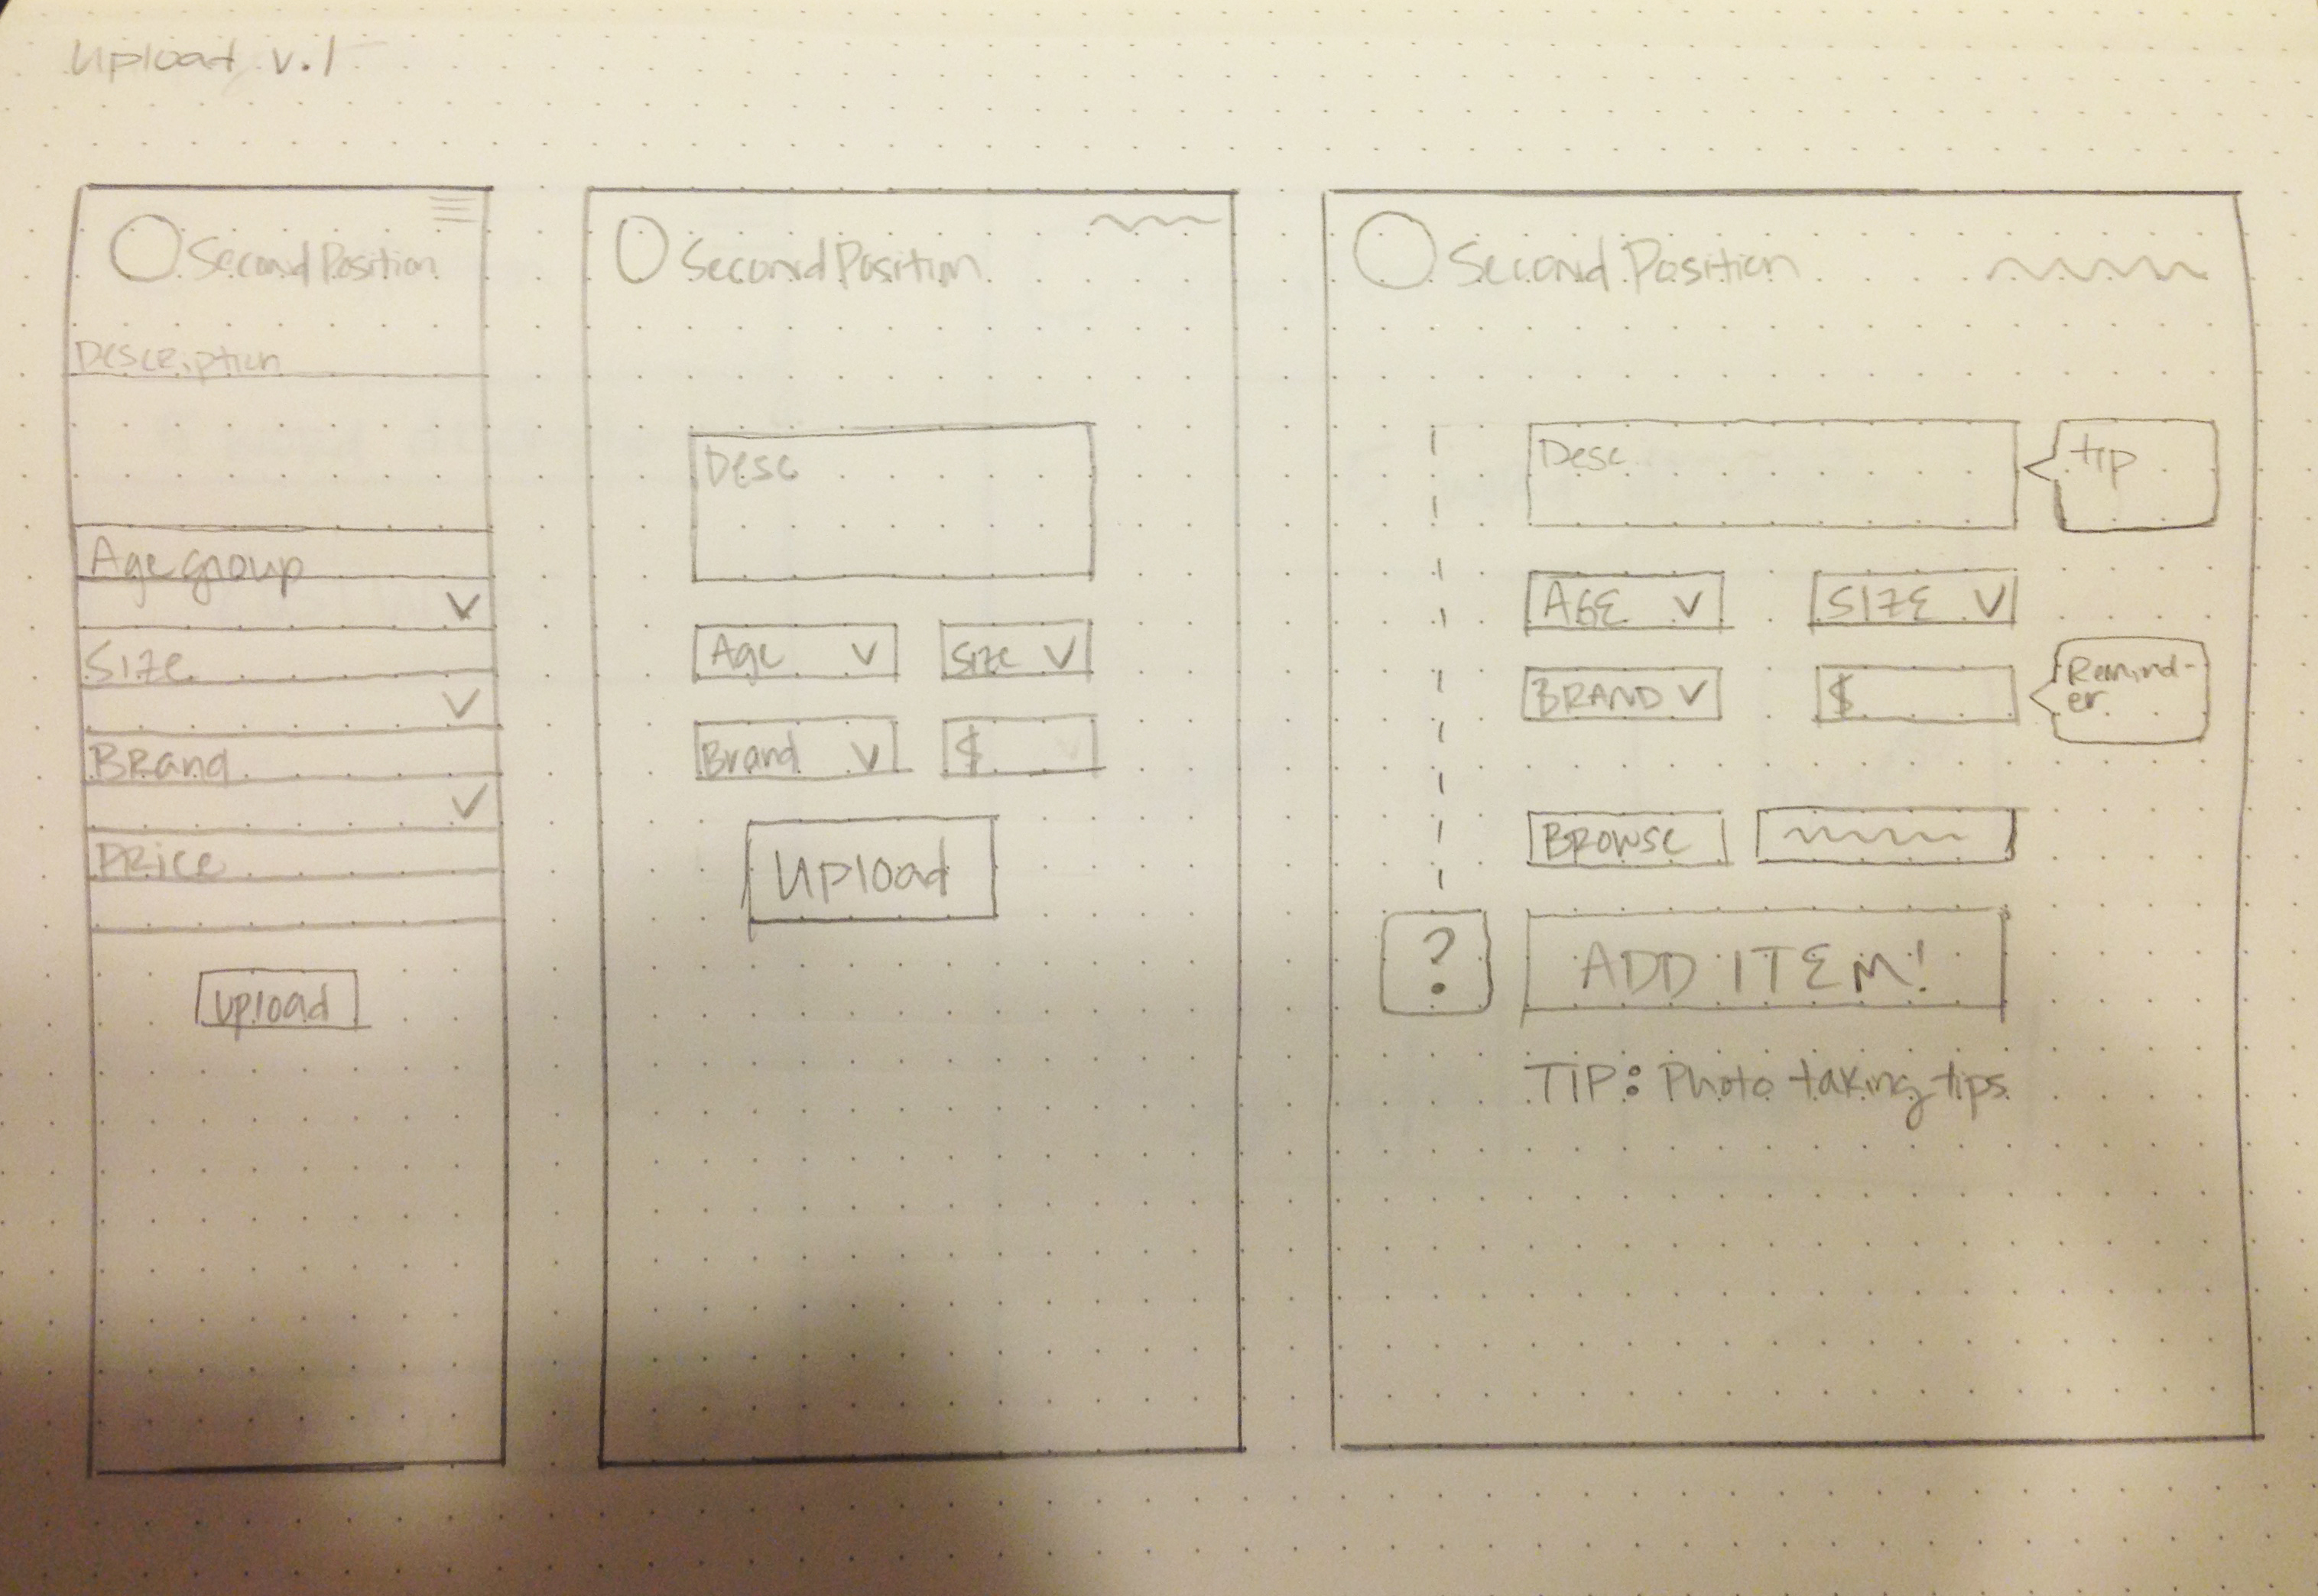 Upload v.1
Second Position
Description
Age group
Size
Brand
Price
upload
Second Position
Desc
Age
Size
Brand
$
Upload
Second Position
Desc
tip
AGE
SIZE
BRAND
$
Remind-
er
BROWSE
?
ADD ITEM!
TIP: Photo taking tips